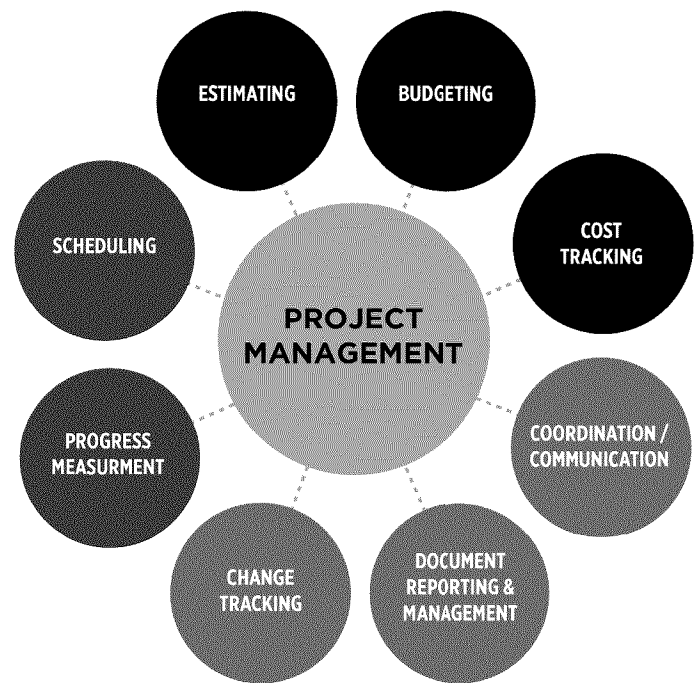 ESTIMATING
BUDGETING
SCHEDULING
COST
TRACKING
PROJECT
MANAGEMENT
PROGRESS
MEASURMENT
COORDINATION /
COMMUNICATION
CHANGE
TRACKING
DOCUMENT
REPORTING &
MANAGEMENT